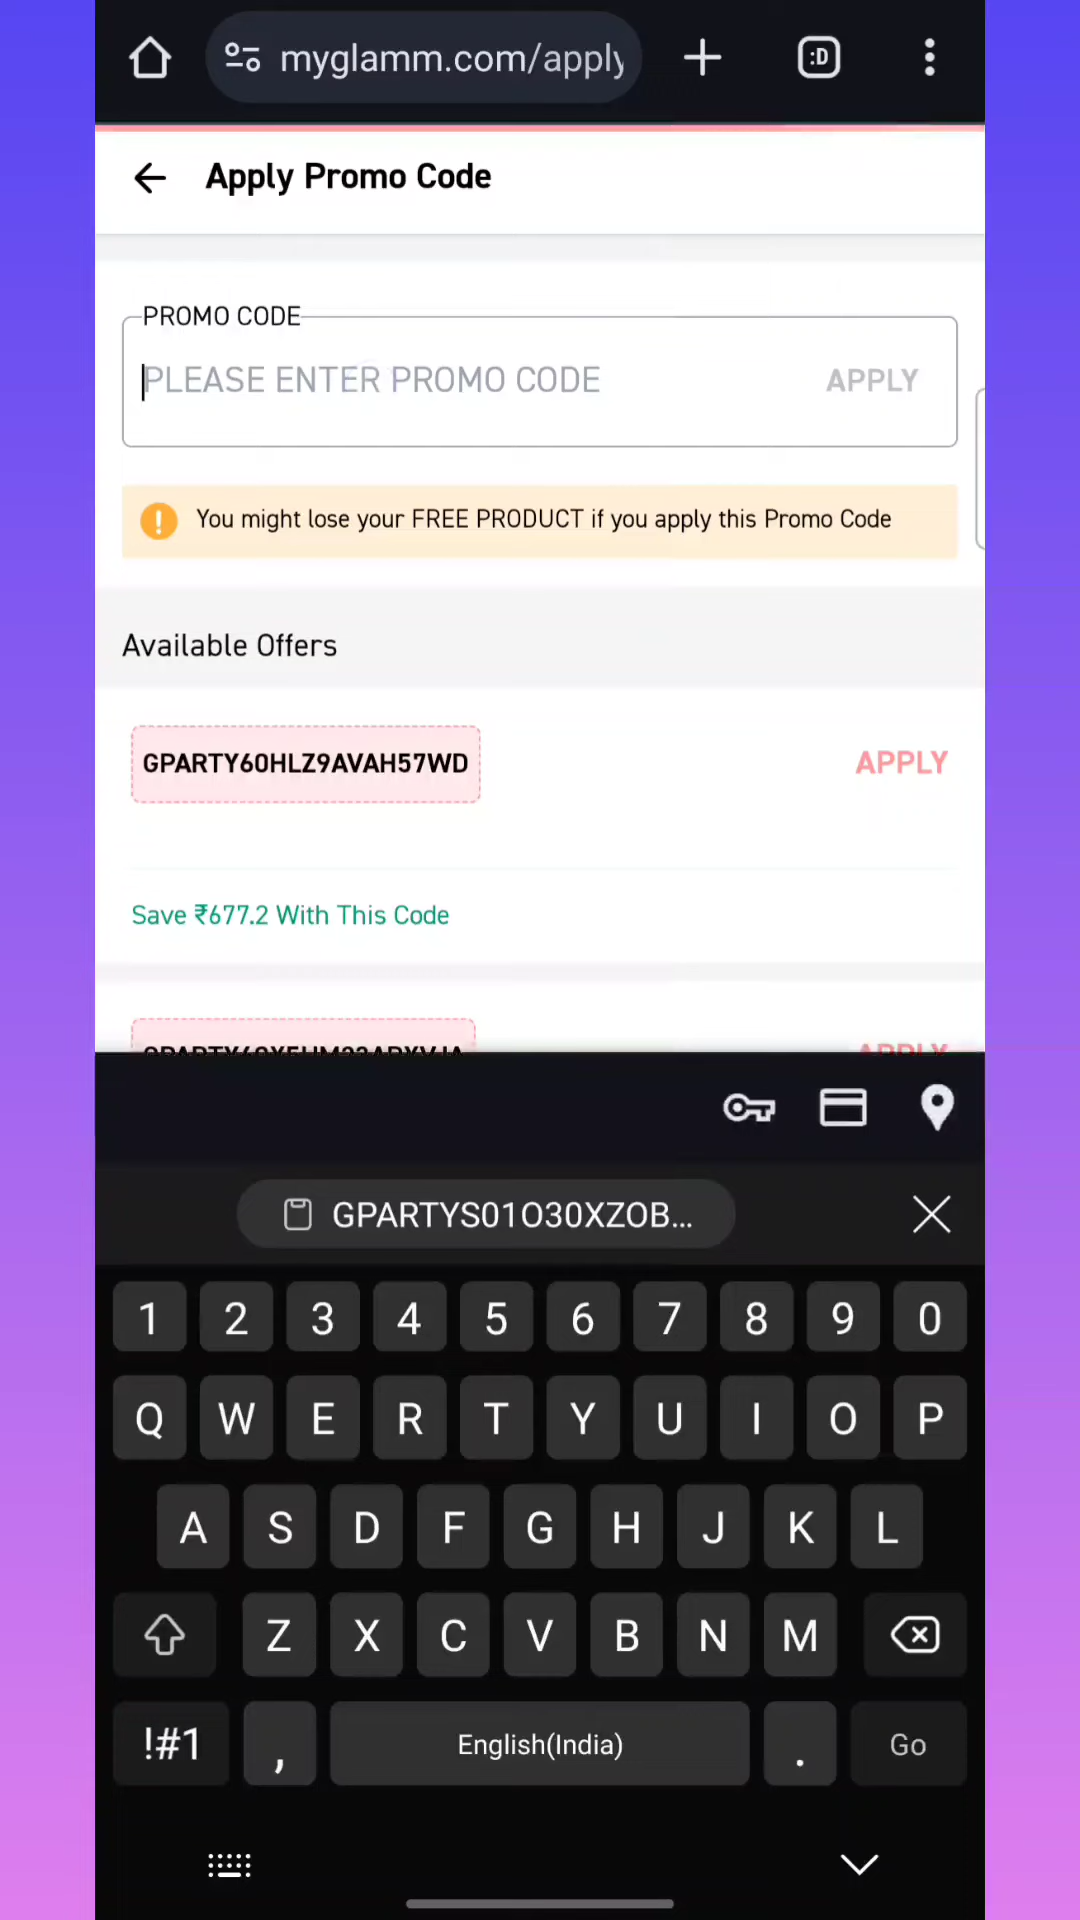 myglamm.com/apply
:D
Apply Promo Code
PROMO CODE
PLEASE ENTER PROMO CODE
APPLY
! You might lose your FREE PRODUCT if you apply this Promo Code
Available Offers
GPARTY60HLZ9AVAH57WD
APPLY
Save ₹677.2 With This Code
APPLY
GPARTYS01O30XZOB...
1 2 3 4 5 6 7 8 9 0
Q W E R T Y U I O P
A S D F G H J K L
Z X C V B N M
!#1 , English(India) . Go